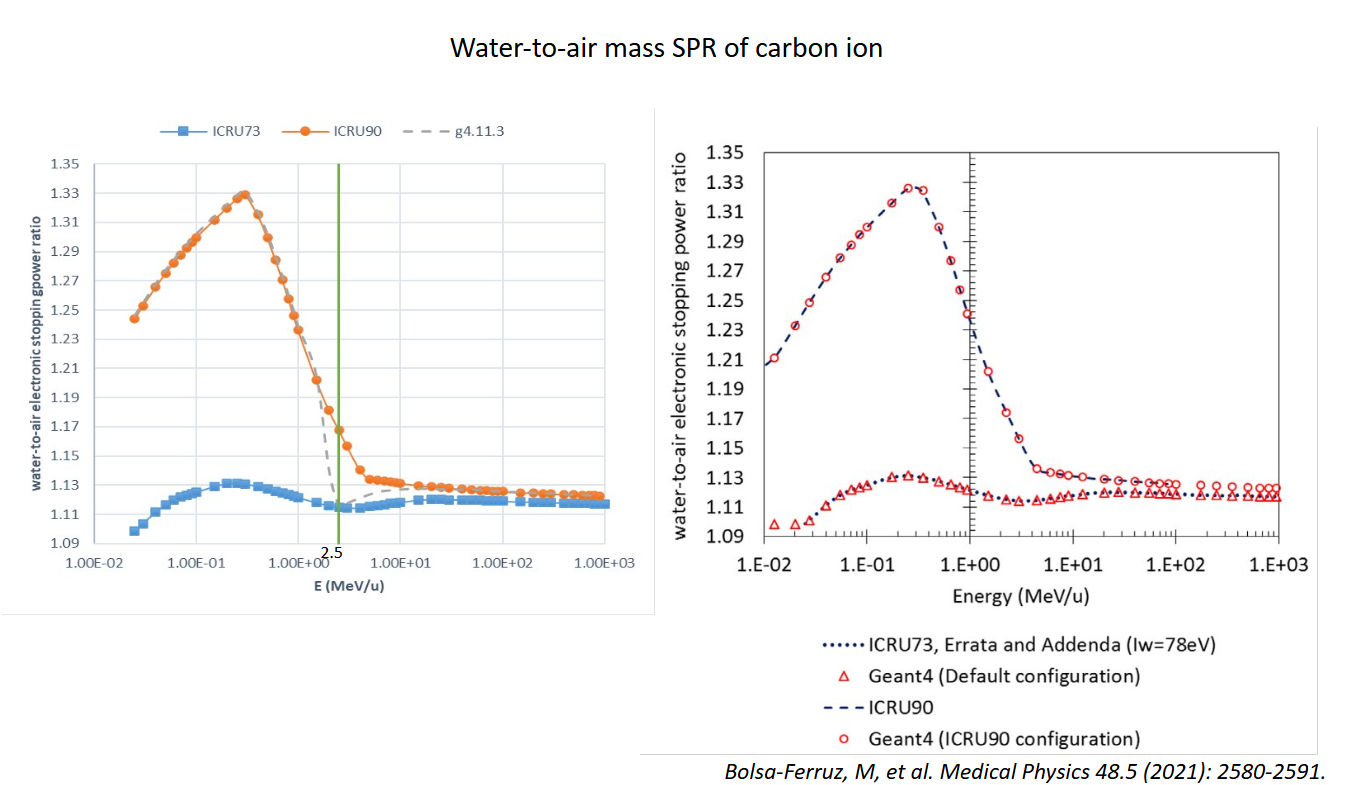 Water-to-air mass SPR of carbon ion
ICRU73 ICRU90 g4.11.3
water-to-air electronic stoppin gpower ratio
1.35
1.33
1.31
1.29
1.27
1.25
1.23
1.21
1.19
1.17
1.15
1.13
1.11
1.09
2.5
1.00E-02 1.00E-01 1.00E+00 1.00E+01 1.00E+02 1.00E+03
E (MeV/u)
water-to-air electronic stopping power ratio
1.35
1.33
1.31
1.29
1.27
1.25
1.23
1.21
1.19
1.17
1.15
1.13
1.11
1.09
1.E-02 1.E-01 1.E+00 1.E+01 1.E+02 1.E+03
Energy (MeV/u)
ICRU73, Errata and Addenda (Iw=78eV)
Geant4 (Default configuration)
ICRU90
Geant4 (ICRU90 configuration)
Bolsa-Ferruz, M, et al. Medical Physics 48.5 (2021): 2580-2591.